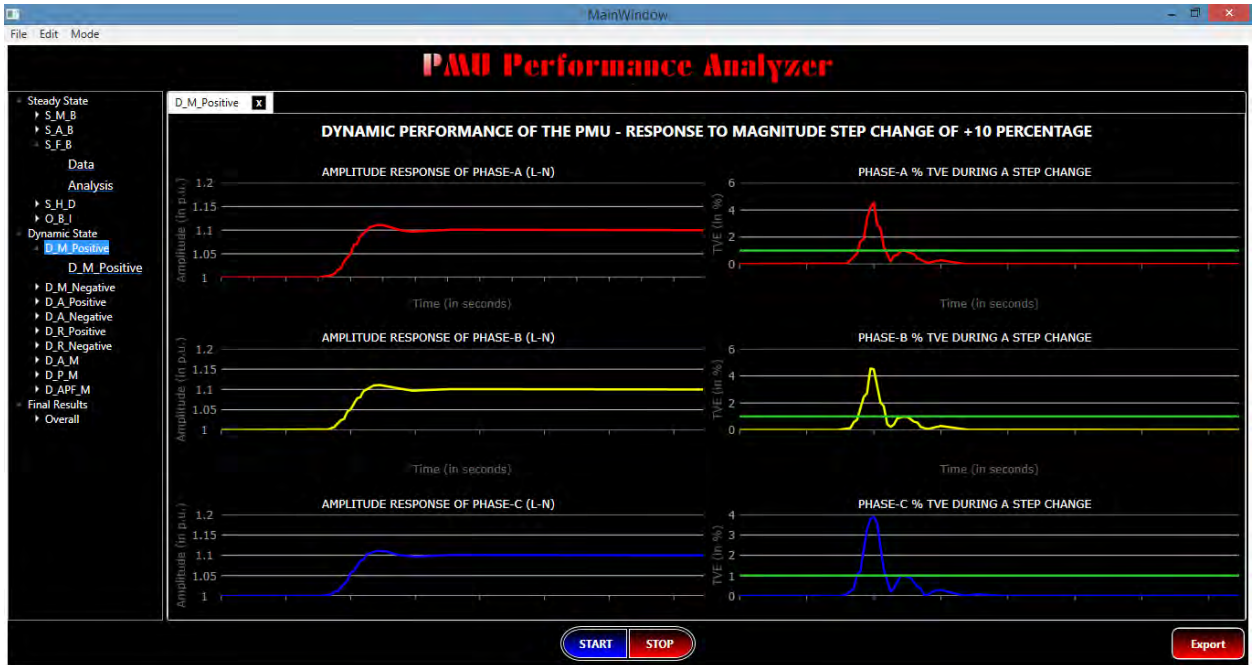 MainWindow
File Edit Mode
PMU Performance Analyzer
Steady State
S_M_B
S_A_B
S_F_B
Data
Analysis
S_H_D
O_B_I
Dynamic State
D_M_Positive
D_M_Positive
D_M_Negative
D_A_Positive
D_A_Negative
D_R_Positive
D_R_Negative
D_A_M
D_P_M
D_APF_M
Final Results
Overall
D_M_Positive x
DYNAMIC PERFORMANCE OF THE PMU - RESPONSE TO MAGNITUDE STEP CHANGE OF +10 PERCENTAGE
AMPLITUDE RESPONSE OF PHASE-A (L-N)
Amplitude (in p.u.)
1.2
1.15
1.1
1.05
1
Time (in seconds)
PHASE-A % TVE DURING A STEP CHANGE
TVE (in %)
6
4
2
0
Time (in seconds)
AMPLITUDE RESPONSE OF PHASE-B (L-N)
Amplitude (in p.u.)
1.2
1.15
1.1
1.05
1
Time (in seconds)
PHASE-B % TVE DURING A STEP CHANGE
TVE (in %)
6
4
2
0
Time (in seconds)
AMPLITUDE RESPONSE OF PHASE-C (L-N)
Amplitude (in p.u.)
1.2
1.15
1.1
1.05
1
PHASE-C % TVE DURING A STEP CHANGE
TVE (in %)
4
3
2
1
0
START STOP
Export